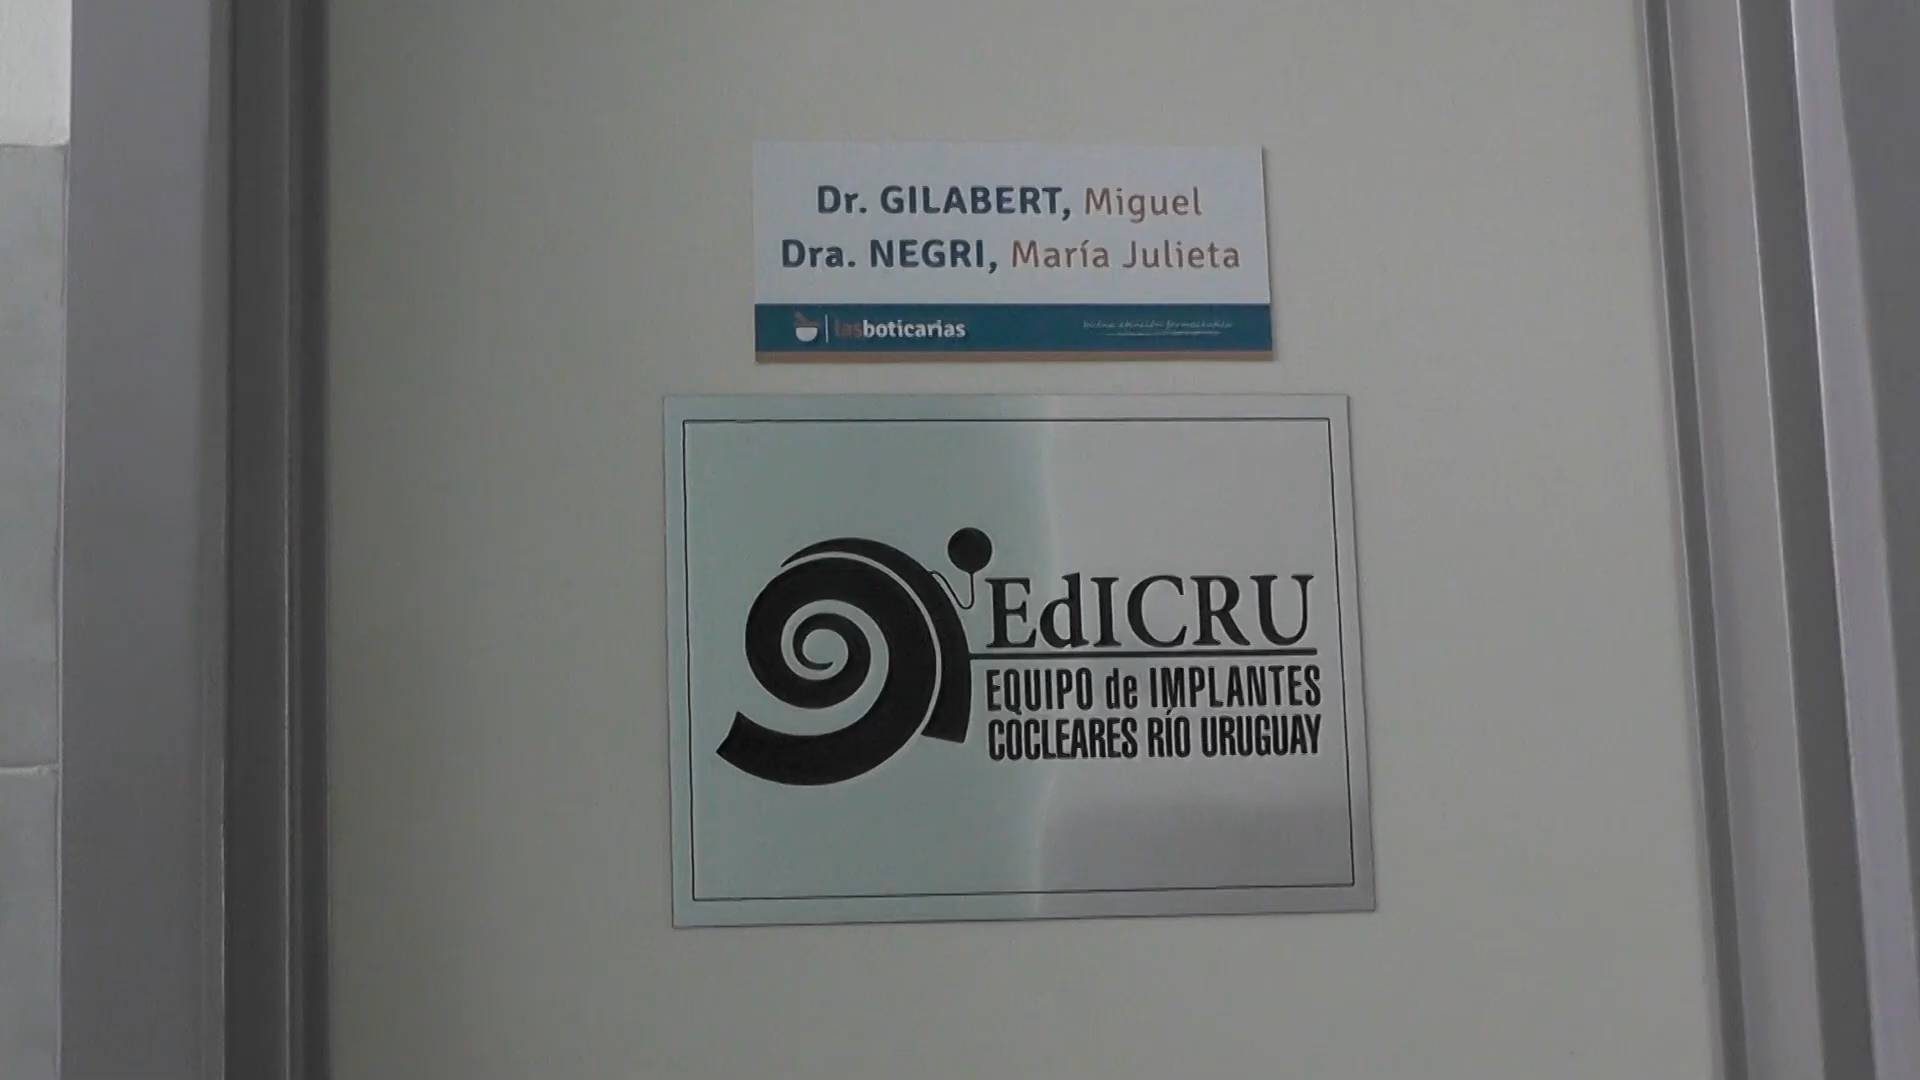 Dr. GILABERT, Miguel
Dra. NEGRI, María Julieta
lasboticarias
EdICRU
EQUIPO de IMPLANTES
COCLEARES RÍO URUGUAY